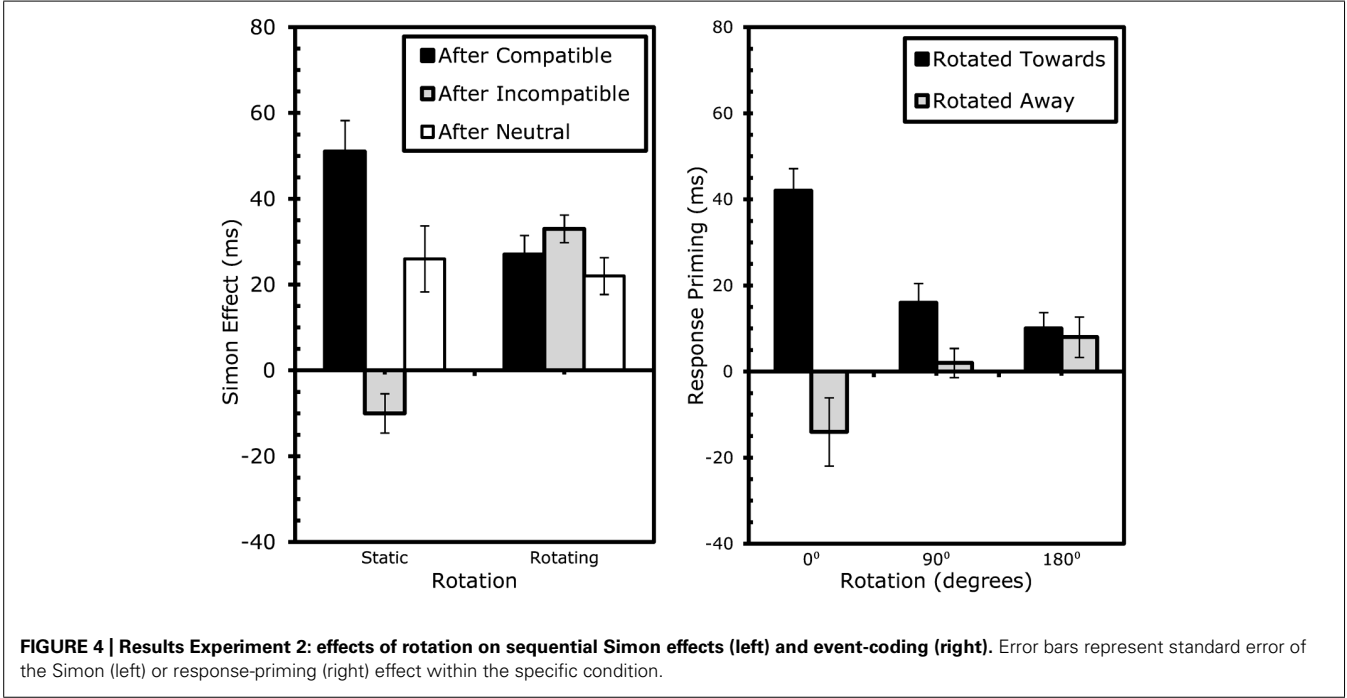 80
60
40
20
0
-20
-40
Simon Effect (ms)
After Compatible
After Incompatible
After Neutral
Static
Rotating
Rotation
80
60
40
20
0
-20
-40
Response Priming (ms)
Rotated Towards
Rotated Away
0⁰
90⁰
180⁰
Rotation (degrees)
FIGURE 4 | Results Experiment 2: effects of rotation on sequential Simon effects (left) and event-coding (right). Error bars represent standard error of
the Simon (left) or response-priming (right) effect within the specific condition.